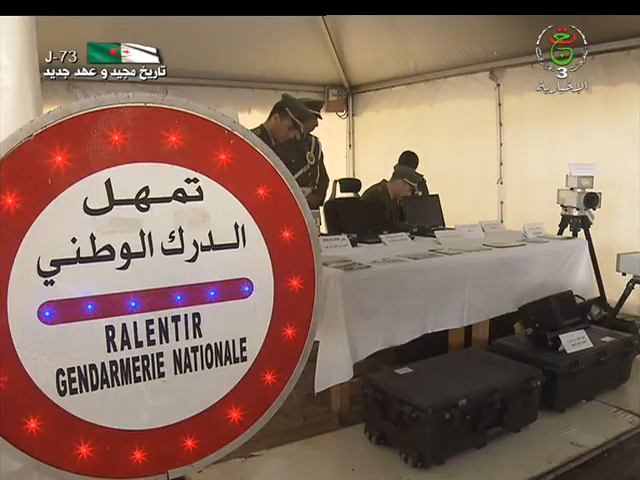 J-73
تاريخ مجيد و عهد جديد
3
الإخبارية
تمهل
الدرك الوطني
RALENTIR
GENDARMERIE NATIONALE